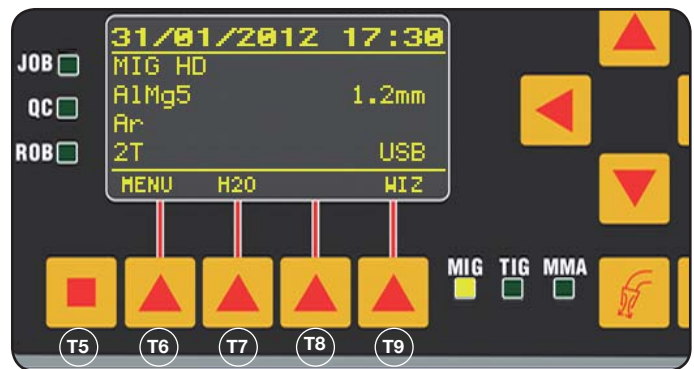 31/01/2012 17:30
MIG HD
AlMg5 1.2mm
Ar
2T USB
MENU H2O WIZ
JOB
QC
ROB
MIG TIG MMA
T5 T6 T7 T8 T9